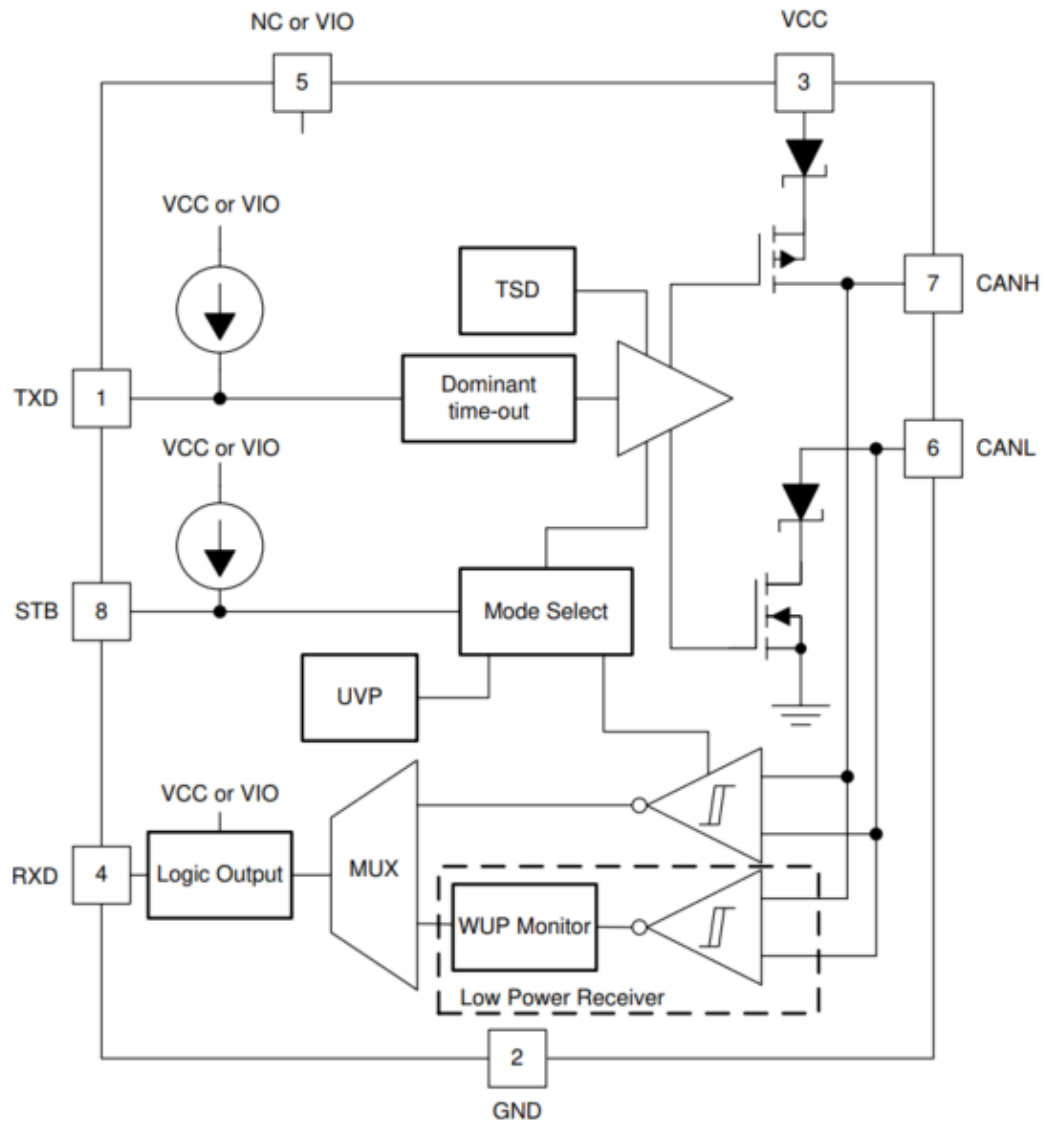 NC or VIO
VCC
5
3
VCC or VIO
TSD
7
CANH
TXD
1
Dominant
time-out
VCC or VIO
6
CANL
STB
8
Mode Select
UVP
VCC or VIO
RXD
4
Logic Output
MUX
WUP Monitor
Low Power Receiver
2
GND